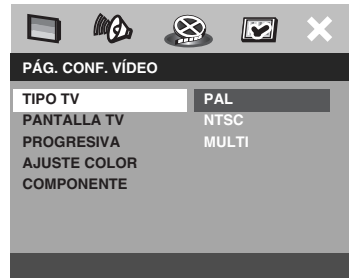 PÁG. CONF. VÍDEO
TIPO TV PAL
PANTALLA TV NTSC
PROGRESIVA MULTI
AJUSTE COLOR
COMPONENTE